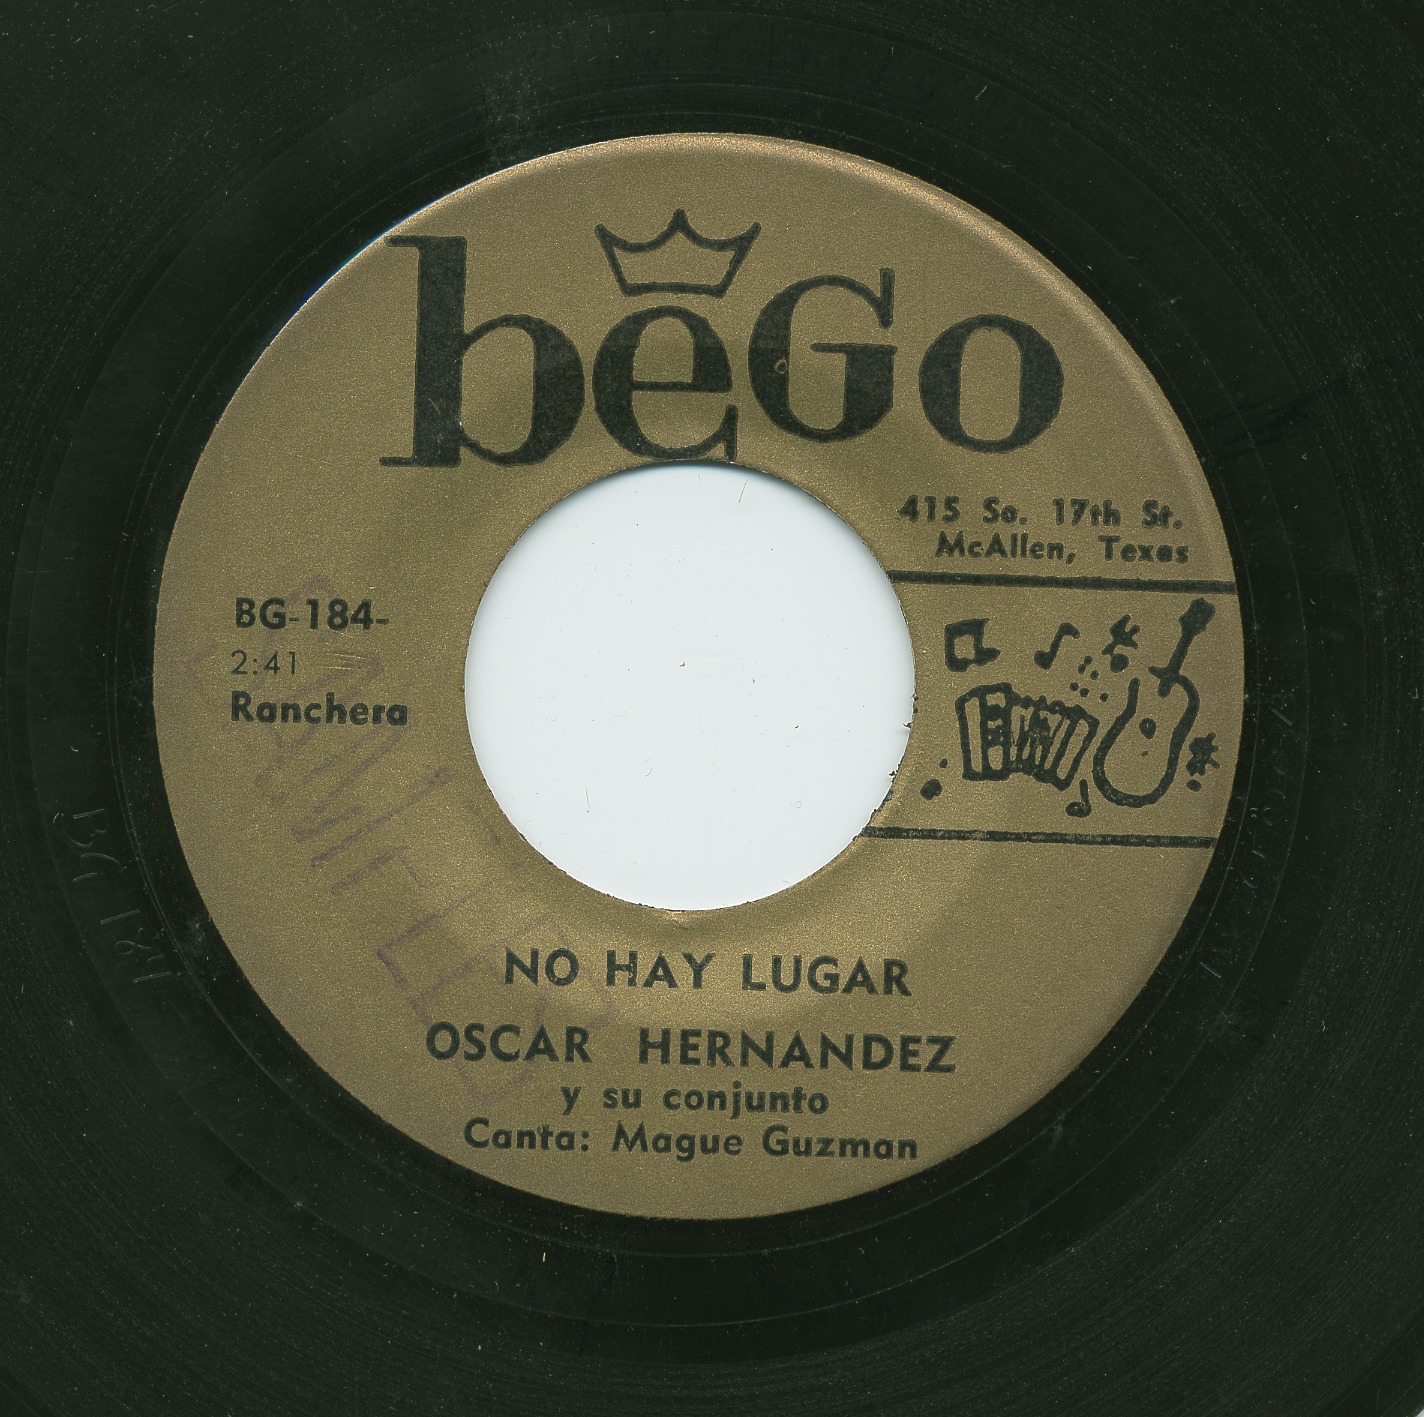 beGo
415 So. 17th St.
McAllen, Texas
BG-184-
2:41
Ranchera
NO HAY LUGAR
OSCAR HERNANDEZ
y su conjunto
Canta: Mague Guzman